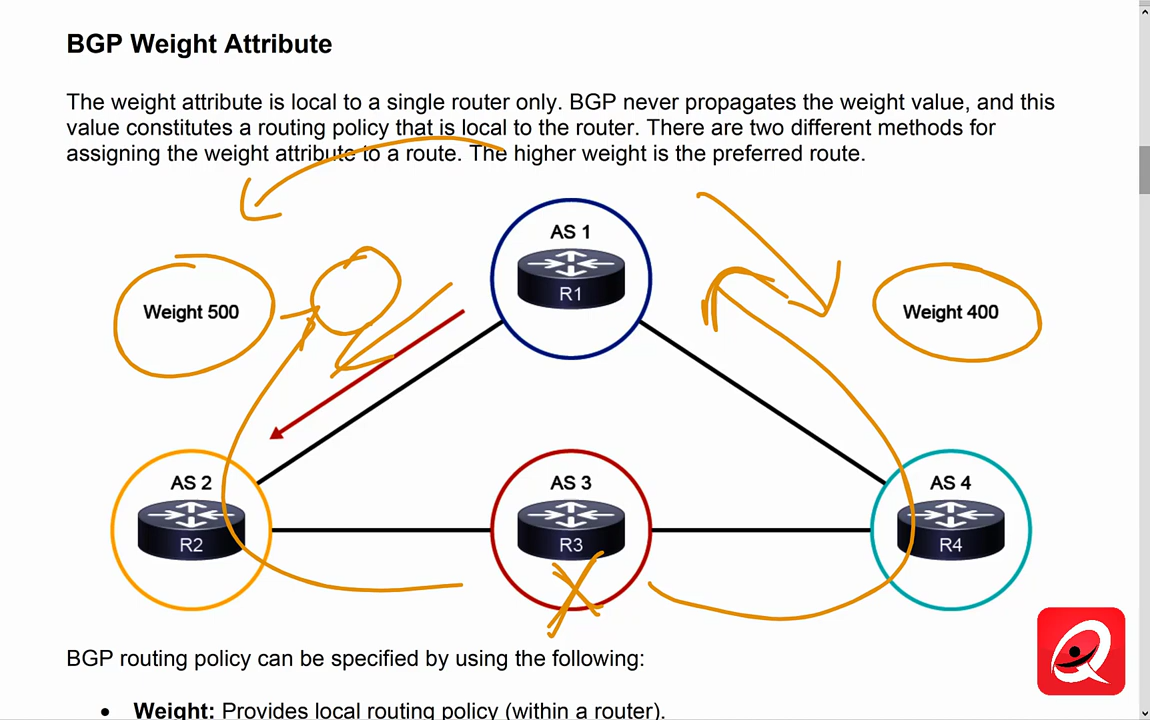 BGP Weight Attribute
The weight attribute is local to a single router only. BGP never propagates the weight value, and this
value constitutes a routing policy that is local to the router. There are two different methods for
assigning the weight attribute to a route. The higher weight is the preferred route.
AS 1
R1
Weight 500
Weight 400
AS 2
R2
AS 3
R3
AS 4
R4
BGP routing policy can be specified by using the following:
• Weight: Provides local routing policy (within a router).